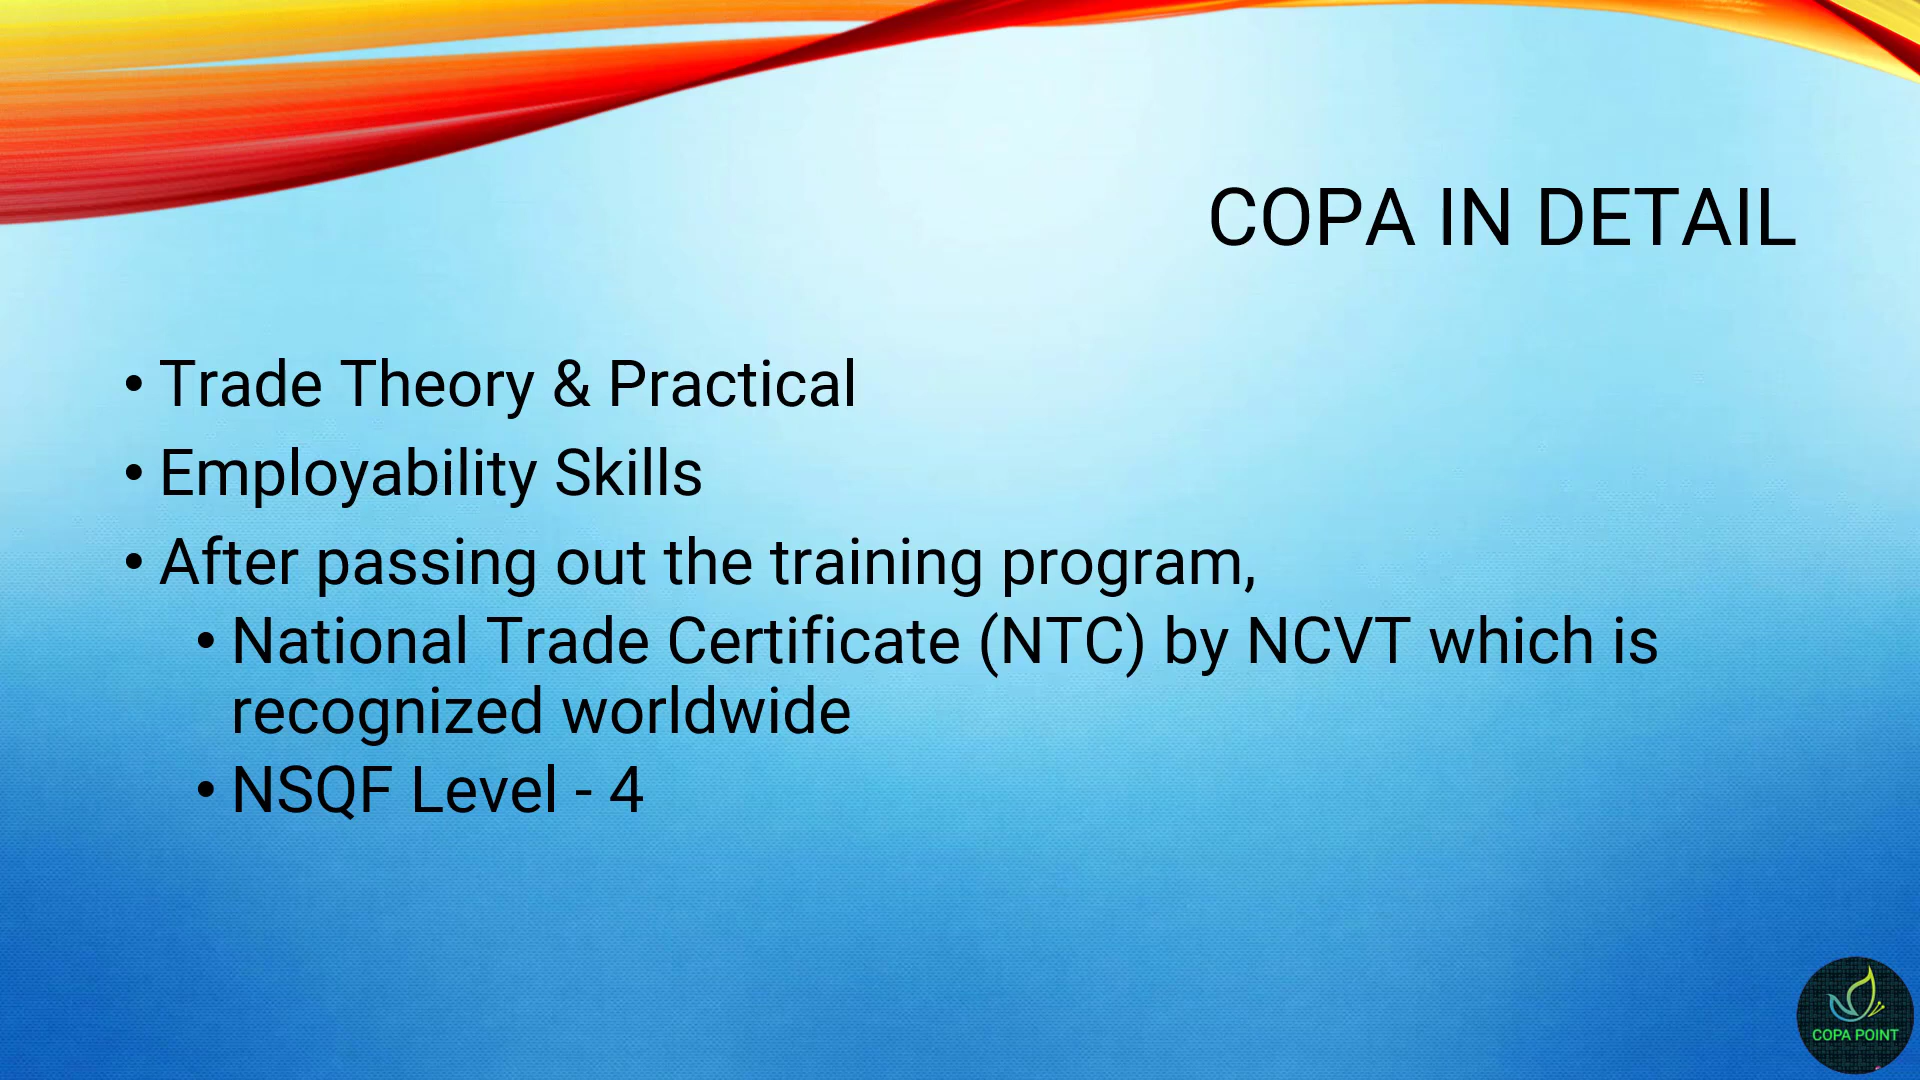 COPA IN DETAIL
• Trade Theory & Practical
• Employability Skills
• After passing out the training program,
• National Trade Certificate (NTC) by NCVT which is
recognized worldwide
• NSQF Level - 4
COPA POINT